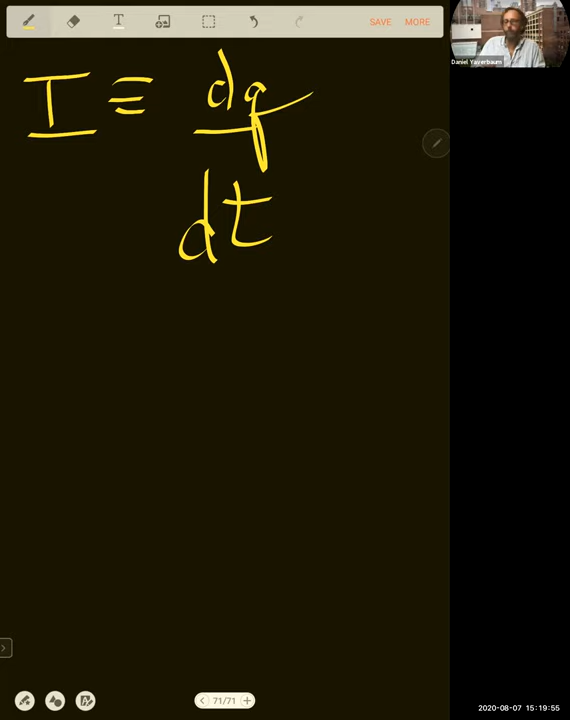 T SAVE MORE
Daniel Yaverbaum
I ≡ dq
dt
71/71
2020-08-07 15:19:55